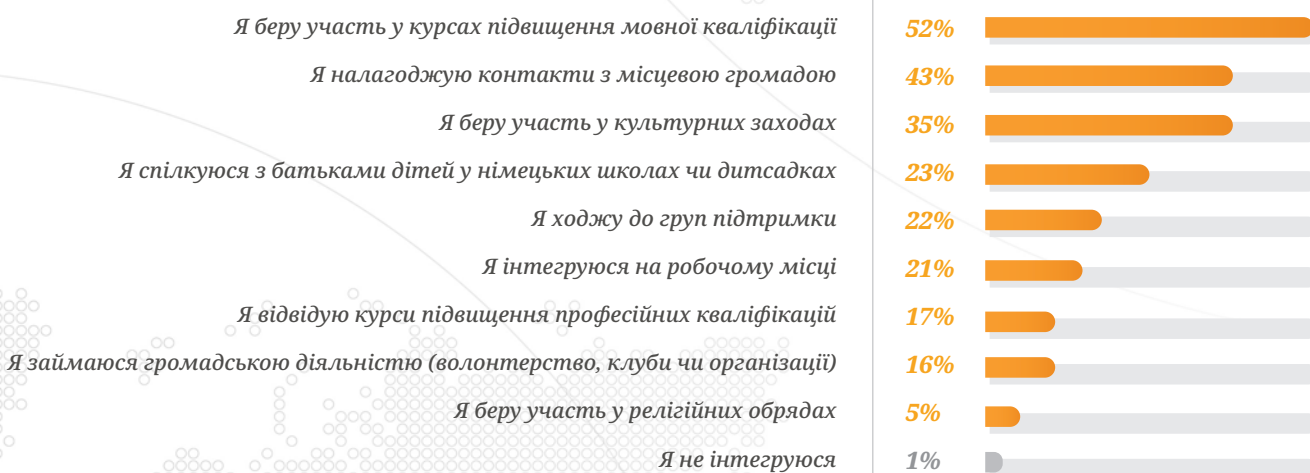 Я беру участь у курсах підвищення мовної кваліфікації 52%
Я налагоджую контакти з місцевою громадою 43%
Я беру участь у культурних заходах 35%
Я спілкуюся з батьками дітей у німецьких школах чи дитсадках 23%
Я ходжу до груп підтримки 22%
Я інтегруюся на робочому місці 21%
Я відвідую курси підвищення професійних кваліфікацій 17%
Я займаюся громадською діяльністю (волонтерство, клуби чи організації) 16%
Я беру участь у релігійних обрядах 5%
Я не інтегруюся 1%